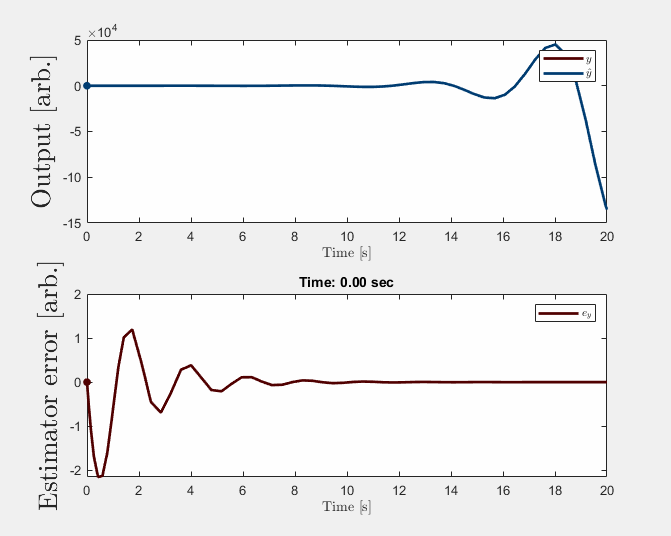 ×10⁴
5
0
-5
-10
-15
Output [arb.]
y
ŷ
0 2 4 6 8 10 12 14 16 18 20
Time [s]
Time: 0.00 sec
2
1
0
-1
-2
Estimator error [arb.]
e_y
0 2 4 6 8 10 12 14 16 18 20
Time [s]